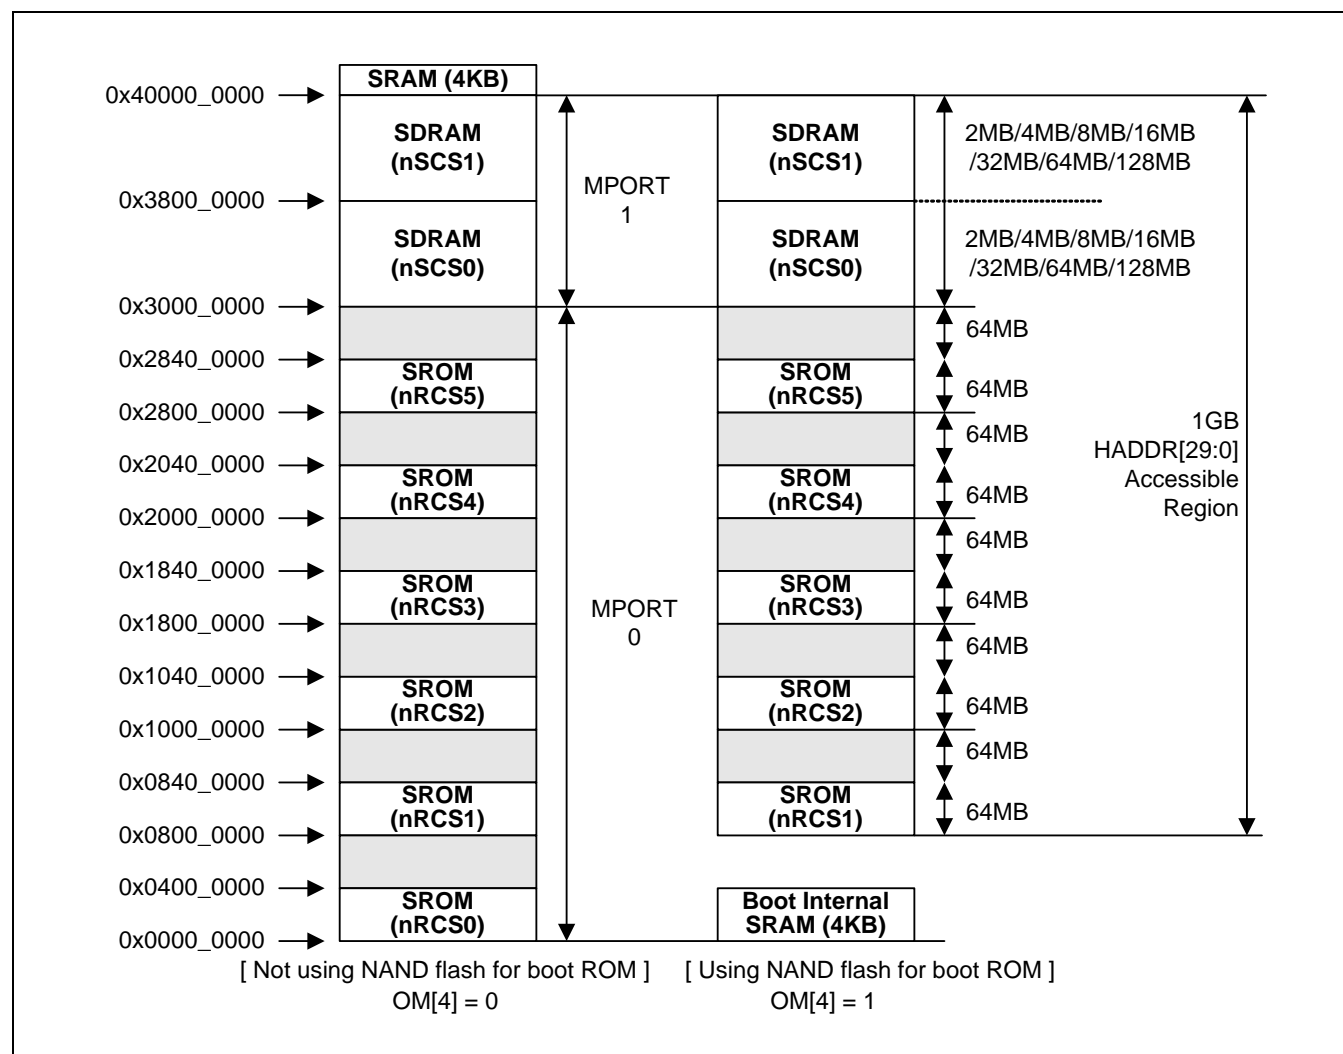 SRAM (4KB)
0x40000_0000
SDRAM
(nSCS1)
MPORT
1
SDRAM
(nSCS1)
2MB/4MB/8MB/16MB
/32MB/64MB/128MB
0x3800_0000
SDRAM
(nSCS0)
SDRAM
(nSCS0)
2MB/4MB/8MB/16MB
/32MB/64MB/128MB
0x3000_0000
64MB
0x2840_0000
SROM
(nRCS5)
SROM
(nRCS5)
64MB
0x2800_0000
64MB
1GB
HADDR[29:0]
Accessible
Region
0x2040_0000
SROM
(nRCS4)
SROM
(nRCS4)
64MB
0x2000_0000
64MB
0x1840_0000
SROM
(nRCS3)
MPORT
0
SROM
(nRCS3)
64MB
0x1800_0000
64MB
0x1040_0000
SROM
(nRCS2)
SROM
(nRCS2)
64MB
0x1000_0000
64MB
0x0840_0000
SROM
(nRCS1)
SROM
(nRCS1)
64MB
0x0800_0000
0x0400_0000
SROM
(nRCS0)
Boot Internal
SRAM (4KB)
0x0000_0000
[ Not using NAND flash for boot ROM ]
OM[4] = 0
[ Using NAND flash for boot ROM ]
OM[4] = 1